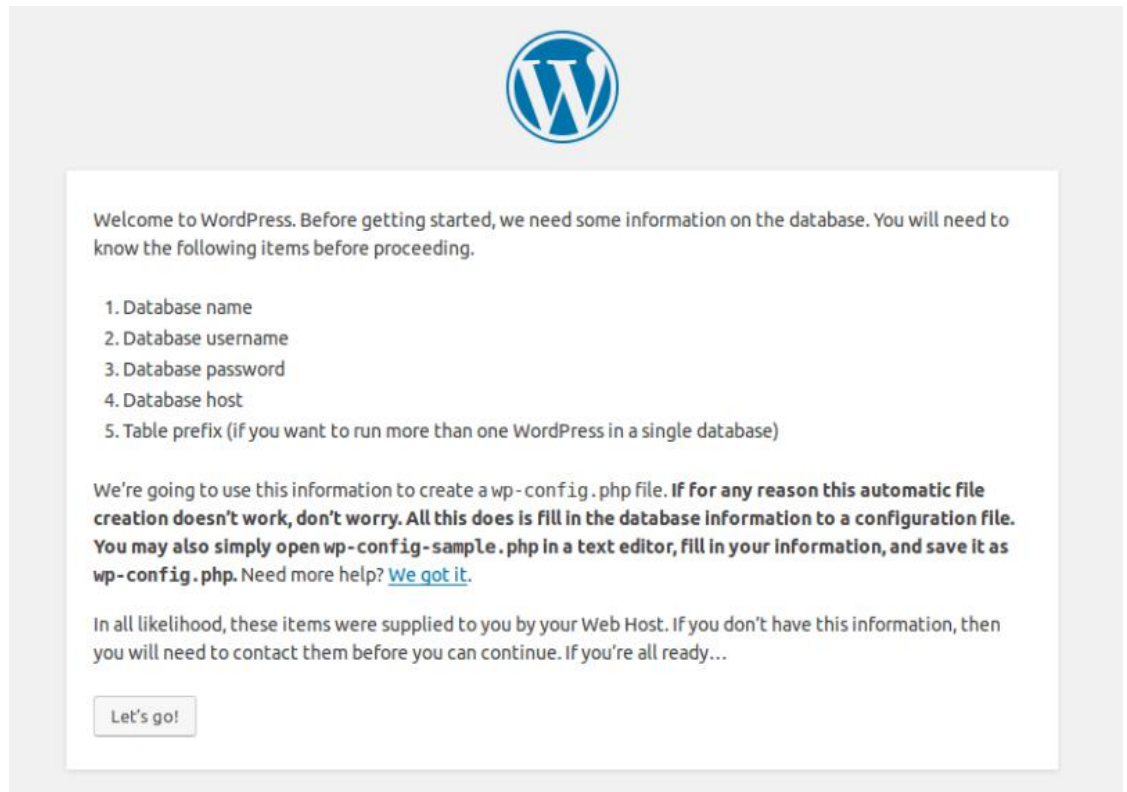 Welcome to WordPress. Before getting started, we need some information on the database. You will need to
know the following items before proceeding.
1. Database name
2. Database username
3. Database password
4. Database host
5. Table prefix (if you want to run more than one WordPress in a single database)
We’re going to use this information to create a wp-config.php file. If for any reason this automatic file
creation doesn’t work, don’t worry. All this does is fill in the database information to a configuration file.
You may also simply open wp-config-sample.php in a text editor, fill in your information, and save it as
wp-config.php. Need more help? We got it.
In all likelihood, these items were supplied to you by your Web Host. If you don’t have this information, then
you will need to contact them before you can continue. If you’re all ready…
Let’s go!